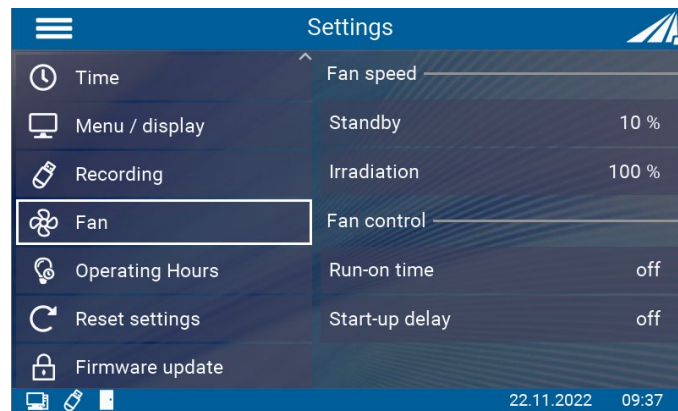 Settings
Time
Menu / display
Recording
Fan
Operating Hours
Reset settings
Firmware update
Fan speed
Standby 10 %
Irradiation 100 %
Fan control
Run-on time off
Start-up delay off
22.11.2022 09:37